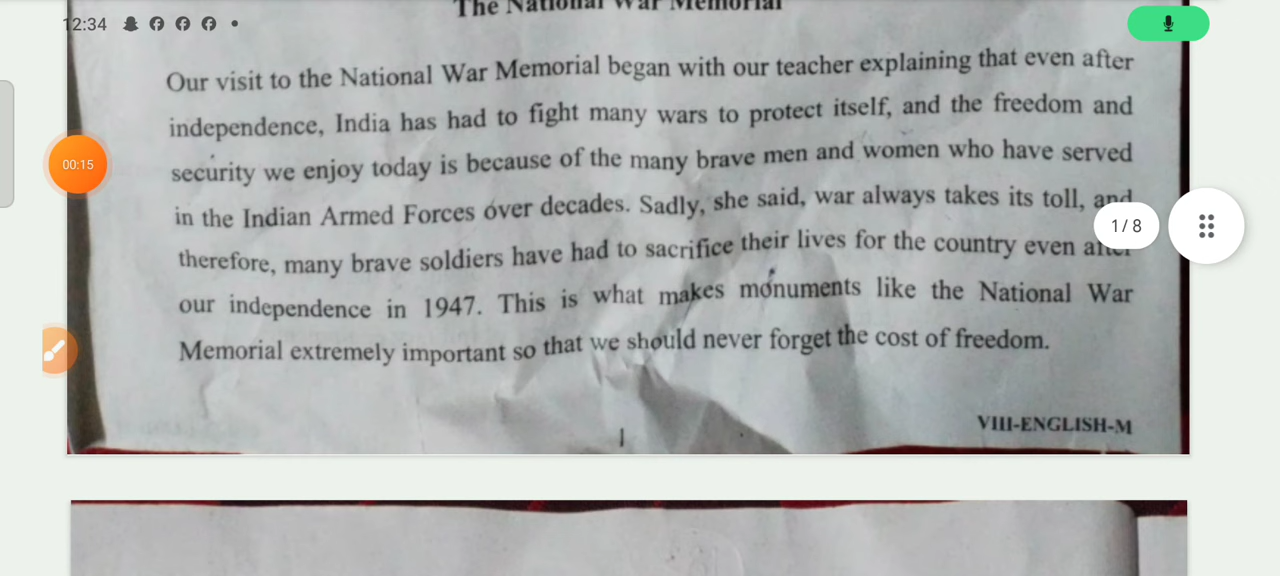 The National War Memorial
12:34
Our visit to the National War Memorial began with our teacher explaining that even after
independence, India has had to fight many wars to protect itself, and the freedom and
00:15
security we enjoy today is because of the many brave men and women who have served
in the Indian Armed Forces over decades. Sadly, she said, war always takes its toll, and
1 / 8
therefore, many brave soldiers have had to sacrifice their lives for the country even after
our independence in 1947. This is what makes monuments like the National War
Memorial extremely important so that we should never forget the cost of freedom.
1
VIII-ENGLISH-M